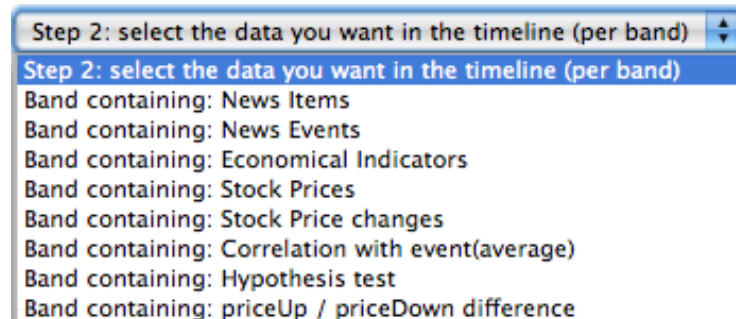 Step 2: select the data you want in the timeline (per band)
Step 2: select the data you want in the timeline (per band)
Band containing: News Items
Band containing: News Events
Band containing: Economical Indicators
Band containing: Stock Prices
Band containing: Stock Price changes
Band containing: Correlation with event(average)
Band containing: Hypothesis test
Band containing: priceUp / priceDown difference